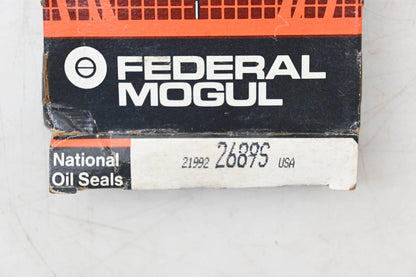 FEDERAL
MOGUL
National
Oil Seals
21992 2689S USA